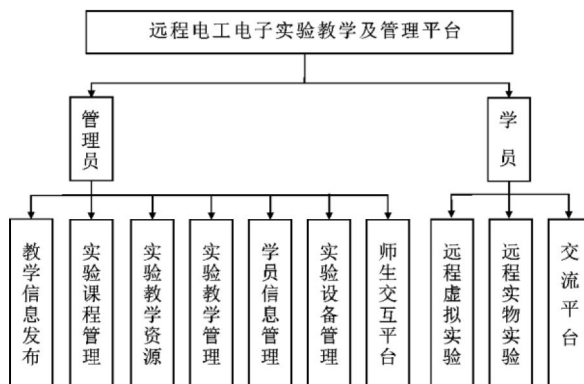 远程电工电子实验教学及管理平台
管理员
学员
教学信息发布
实验课程管理
实验教学资源
实验教学管理
学员信息管理
实验设备管理
师生交互平台
远程虚拟实验
远程实物实验
交流平台